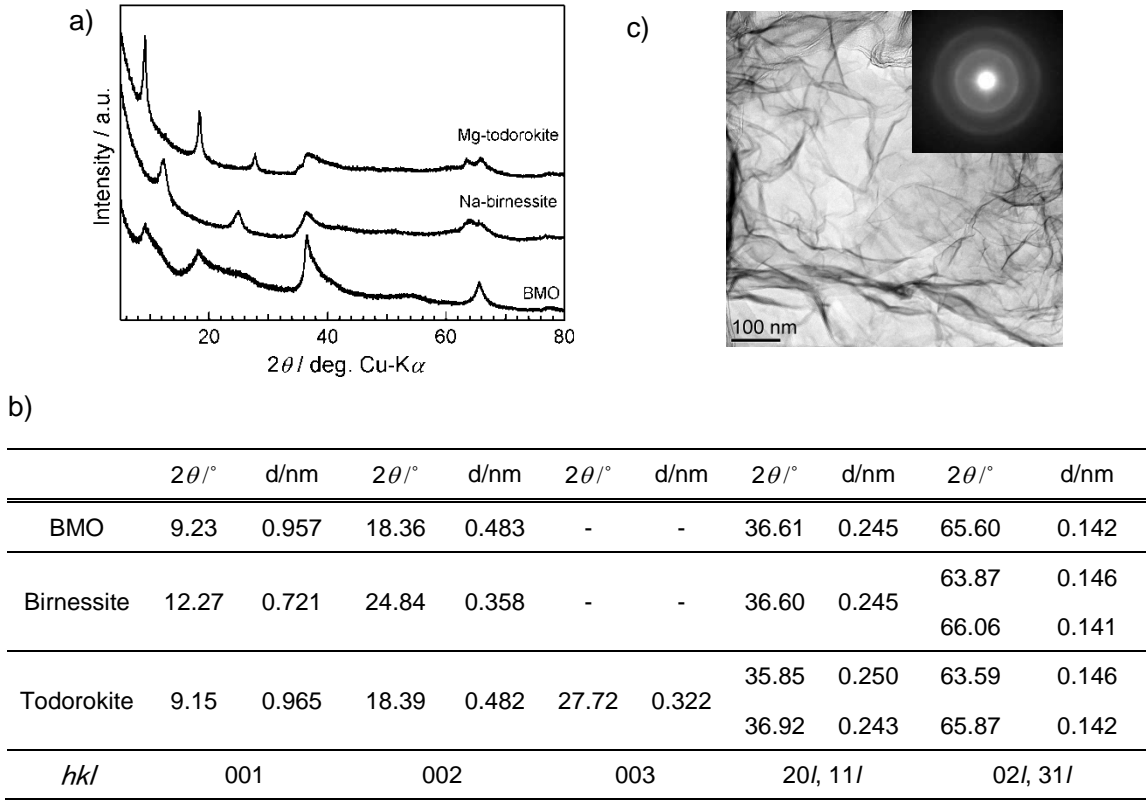 a)
c)
Intensity / a.u.
Mg-todorokite
Na-birnessite
BMO
20 40 60 80
2θ / deg. Cu-Kα
100 nm
b)
2θ/° d/nm 2θ/° d/nm 2θ/° d/nm 2θ/° d/nm 2θ/° d/nm
BMO 9.23 0.957 18.36 0.483 - - 36.61 0.245 65.60 0.142
63.87 0.146
Birnessite 12.27 0.721 24.84 0.358 - - 36.60 0.245
66.06 0.141
35.85 0.250 63.59 0.146
Todorokite 9.15 0.965 18.39 0.482 27.72 0.322
36.92 0.243 65.87 0.142
hkl 001 002 003 20l, 11l 02l, 31l